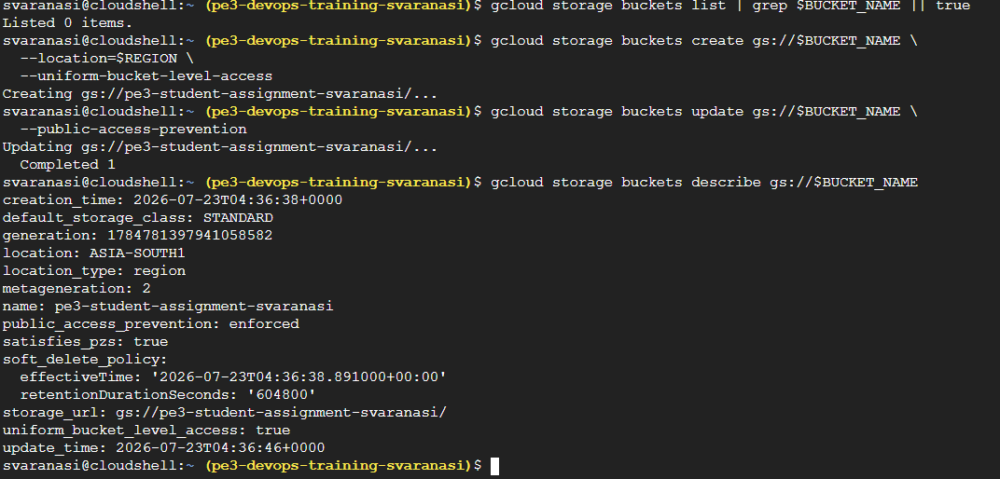 svaranasi@cloudshell:~ (pe3-devops-training-svaranasi)$ gcloud storage buckets list | grep $BUCKET_NAME || true
Listed 0 items.
svaranasi@cloudshell:~ (pe3-devops-training-svaranasi)$ gcloud storage buckets create gs://$BUCKET_NAME \
  --location=$REGION \
  --uniform-bucket-level-access
Creating gs://pe3-student-assignment-svaranasi/...
svaranasi@cloudshell:~ (pe3-devops-training-svaranasi)$ gcloud storage buckets update gs://$BUCKET_NAME \
  --public-access-prevention
Updating gs://pe3-student-assignment-svaranasi/...
  Completed 1
svaranasi@cloudshell:~ (pe3-devops-training-svaranasi)$ gcloud storage buckets describe gs://$BUCKET_NAME
creation_time: 2026-07-23T04:36:38+0000
default_storage_class: STANDARD
generation: 1784781397941058582
location: ASIA-SOUTH1
location_type: region
metageneration: 2
name: pe3-student-assignment-svaranasi
public_access_prevention: enforced
satisfies_pzs: true
soft_delete_policy:
  effectiveTime: '2026-07-23T04:36:38.891000+00:00'
  retentionDurationSeconds: '604800'
storage_url: gs://pe3-student-assignment-svaranasi/
uniform_bucket_level_access: true
update_time: 2026-07-23T04:36:46+0000
svaranasi@cloudshell:~ (pe3-devops-training-svaranasi)$